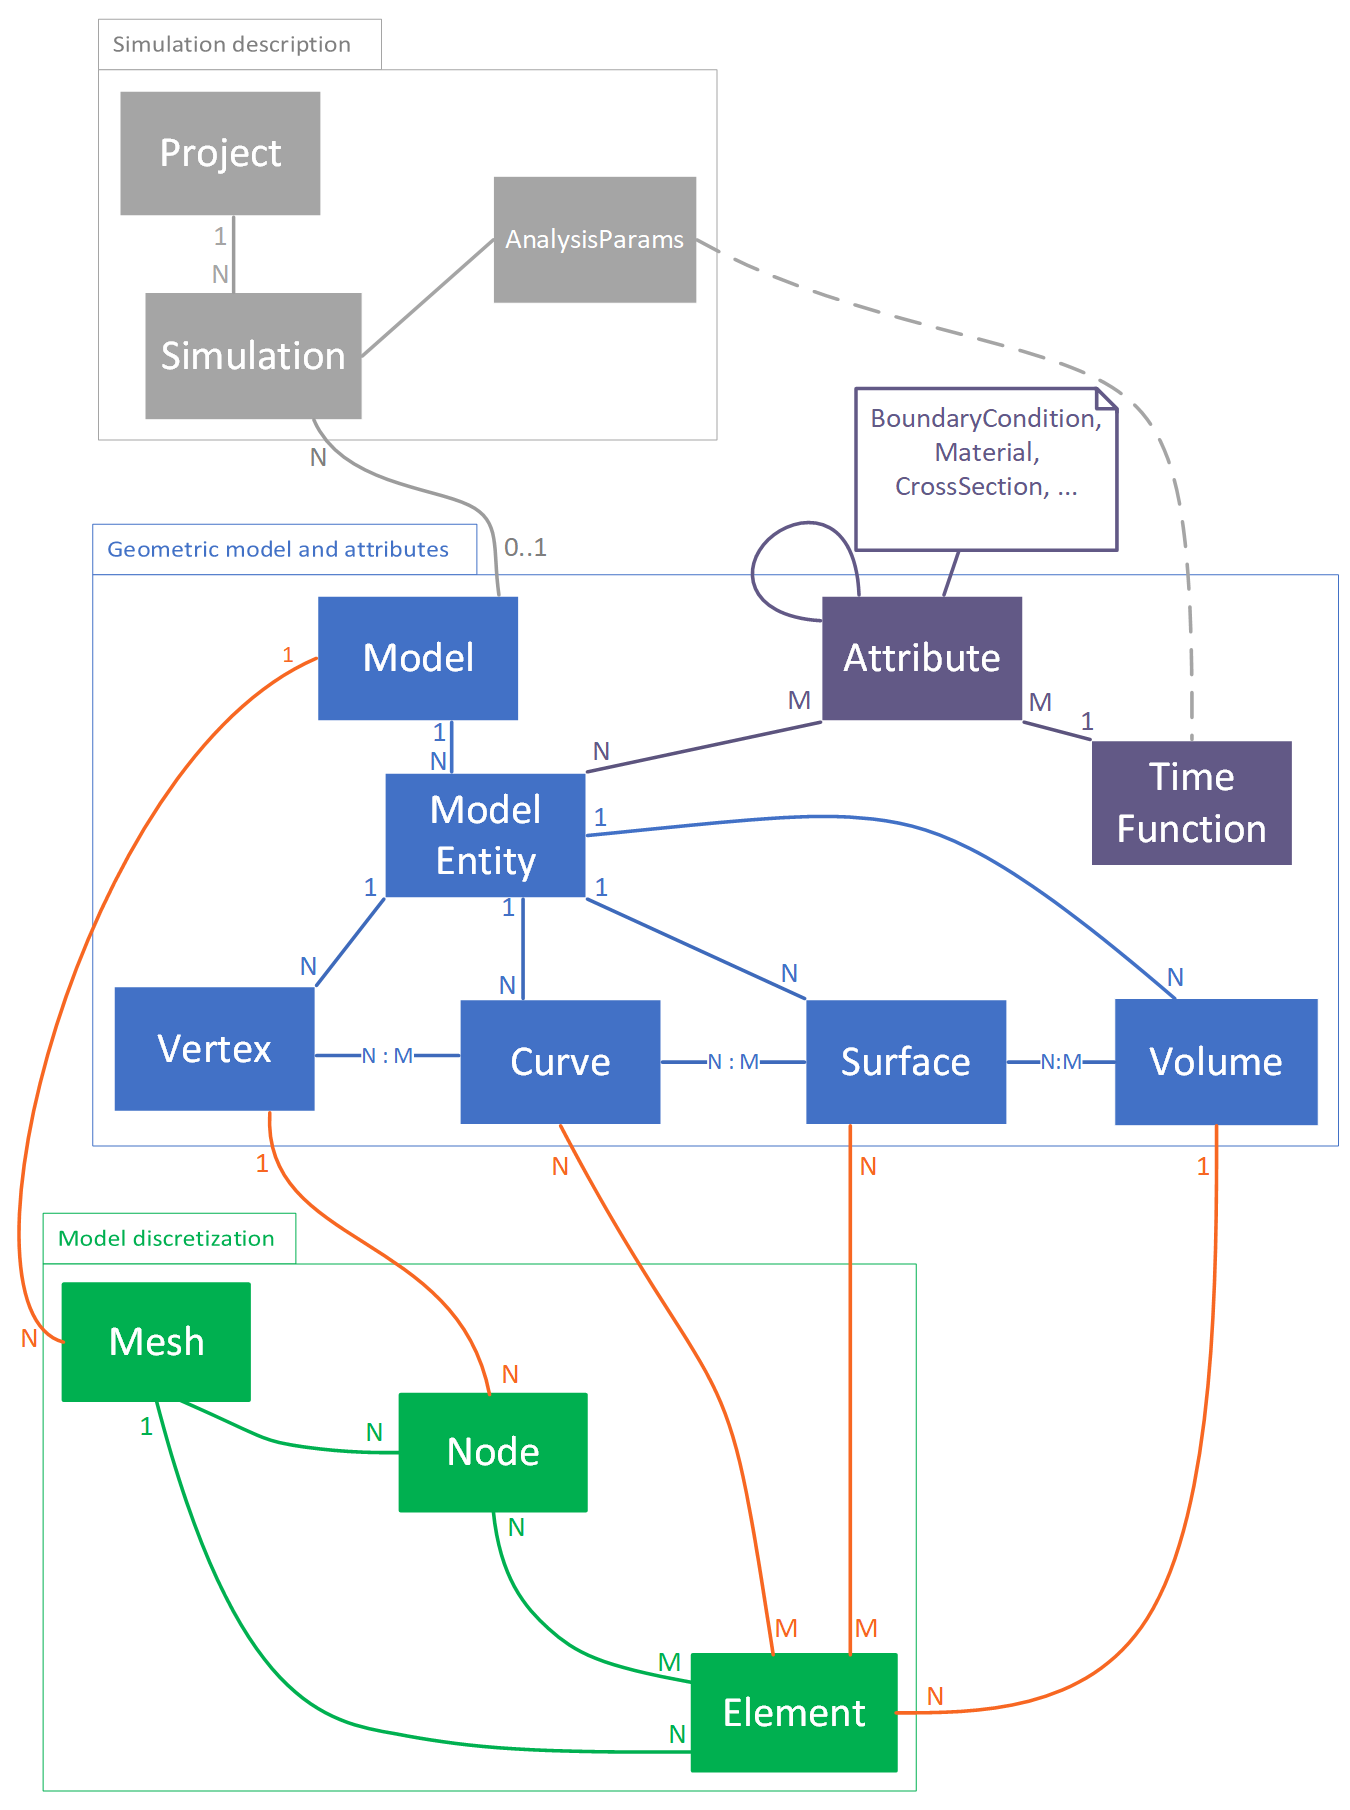 Simulation description
Project
AnalysisParams
1
N
Simulation
N
BoundaryCondition,
Material,
CrossSection, ...
Geometric model and attributes
0..1
Model
1
Attribute
M
M
1
1
N
N
Time
Function
Model
Entity
1
1
1
1
N
N
N
N
Vertex
N : M
Curve
N : M
Surface
N:M
Volume
1
N
N
1
Model discretization
Mesh
N
N
1
N
Node
N
M
M
M
N
N
Element